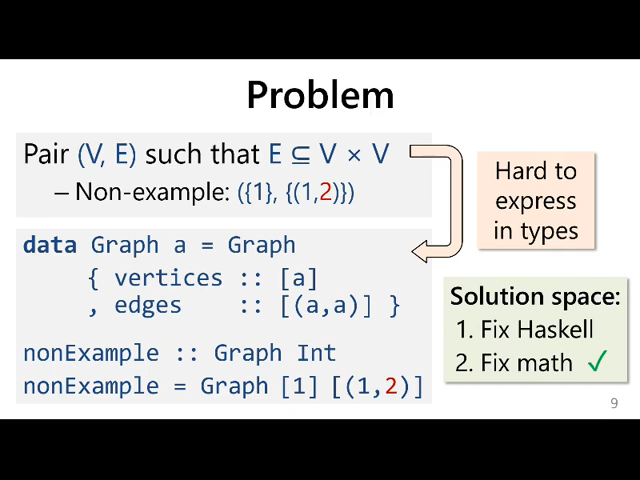 Problem
Pair (V, E) such that E ⊆ V × V
– Non-example: ({1}, {(1,2)})
Hard to
express
in types
data Graph a = Graph
{ vertices :: [a]
, edges :: [(a,a)] }
nonExample :: Graph Int
nonExample = Graph [1] [(1,2)]
Solution space:
1. Fix Haskell
2. Fix math ✓
9